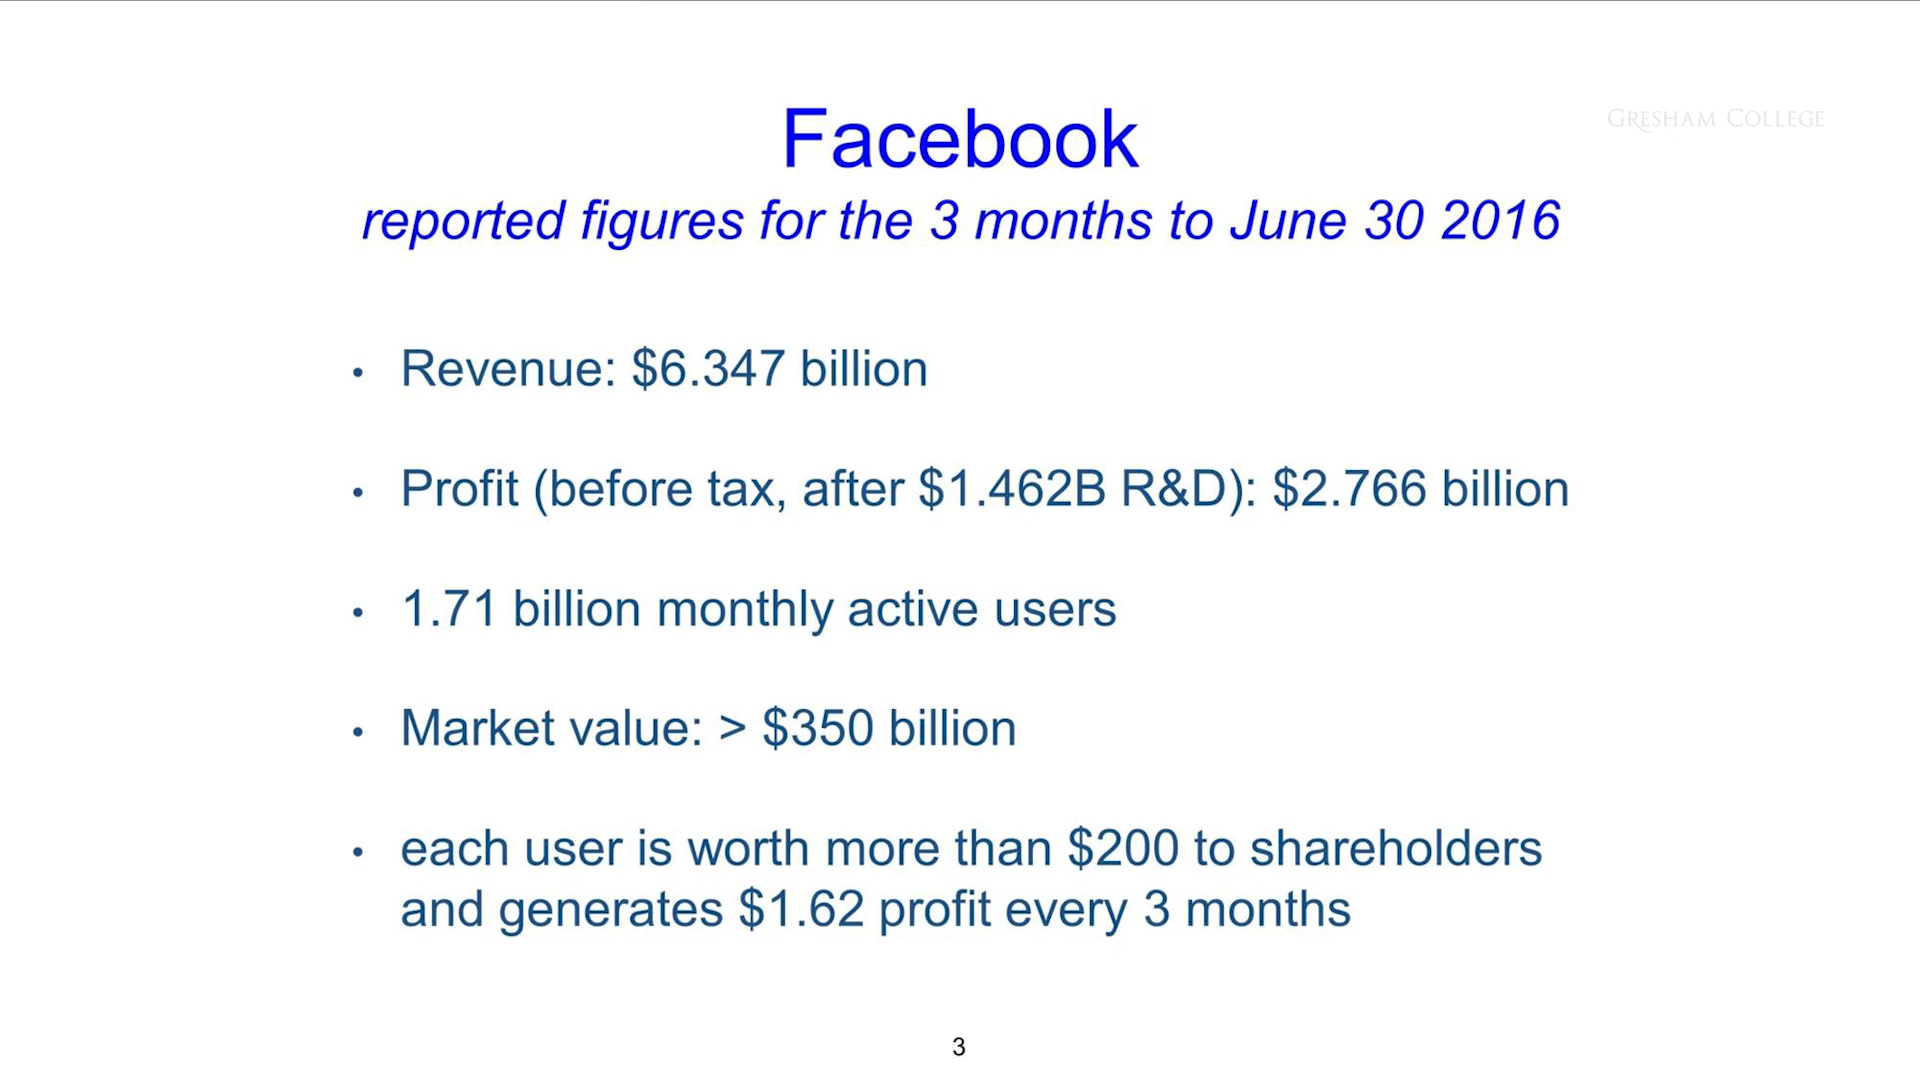 GRESHAM COLLEGE
Facebook
reported figures for the 3 months to June 30 2016
• Revenue: $6.347 billion
• Profit (before tax, after $1.462B R&D): $2.766 billion
• 1.71 billion monthly active users
• Market value: > $350 billion
• each user is worth more than $200 to shareholders
and generates $1.62 profit every 3 months
3